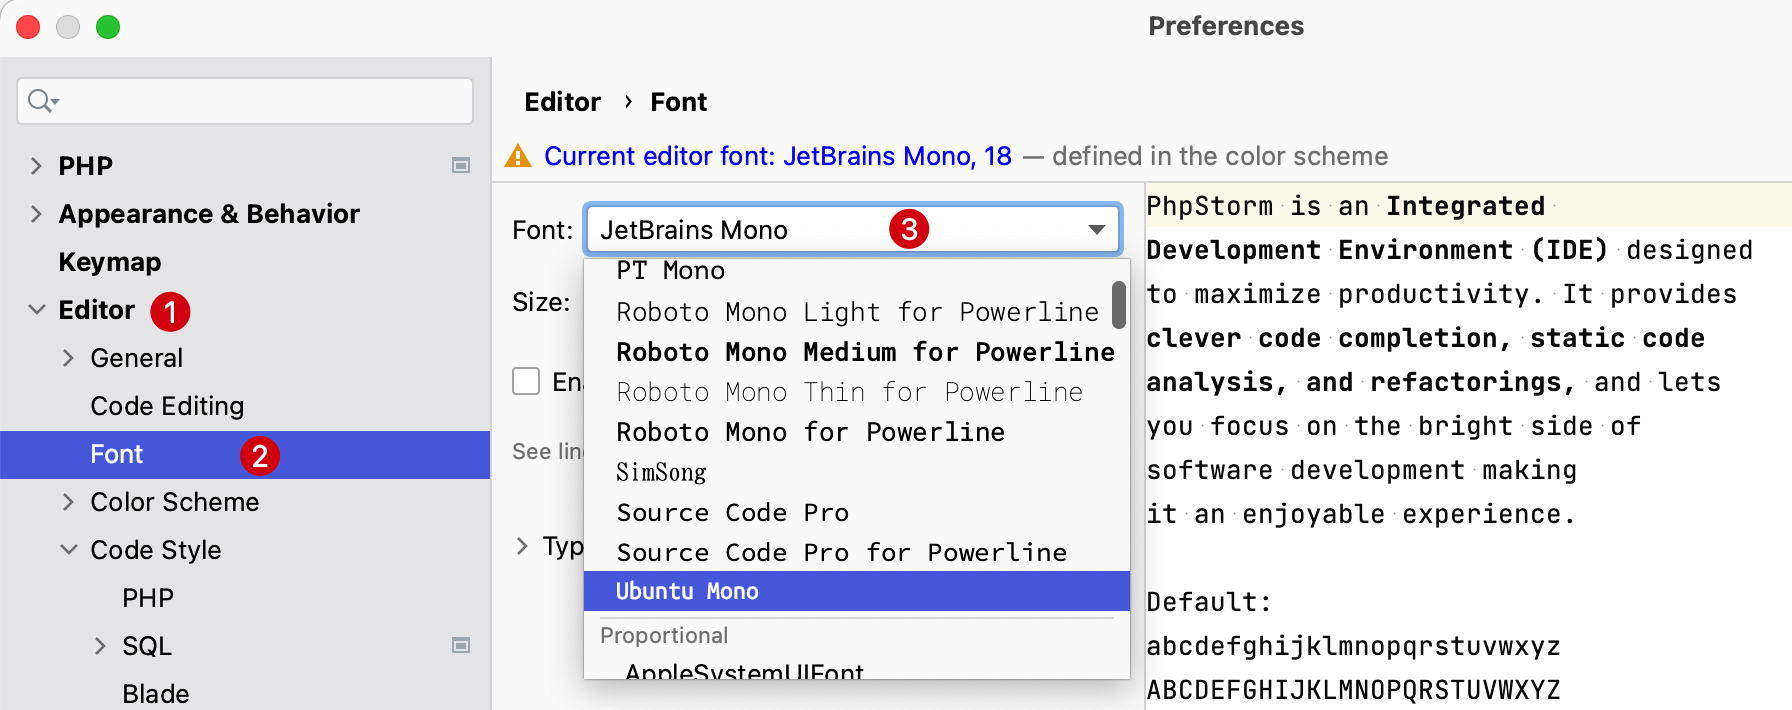 Preferences
Editor › Font
Current editor font: JetBrains Mono, 18 — defined in the color scheme
PHP
Appearance & Behavior
Keymap
Editor 1
General
Code Editing
Font 2
Color Scheme
Code Style
PHP
SQL
Blade
Font: JetBrains Mono 3
Size:
See
PT Mono
Roboto Mono Light for Powerline
Roboto Mono Medium for Powerline
Roboto Mono Thin for Powerline
Roboto Mono for Powerline
SimSong
Source Code Pro
Source Code Pro for Powerline
Ubuntu Mono
Proportional
AppleSystemUIFont
PhpStorm is an Integrated
Development Environment (IDE) designed
to maximize productivity. It provides
clever code completion, static code
analysis, and refactorings, and lets
you focus on the bright side of
software development making
it an enjoyable experience.
Default:
abcdefghijklmnopqrstuvwxyz
ABCDEFGHIJKLMNOPQRSTUVWXYZ